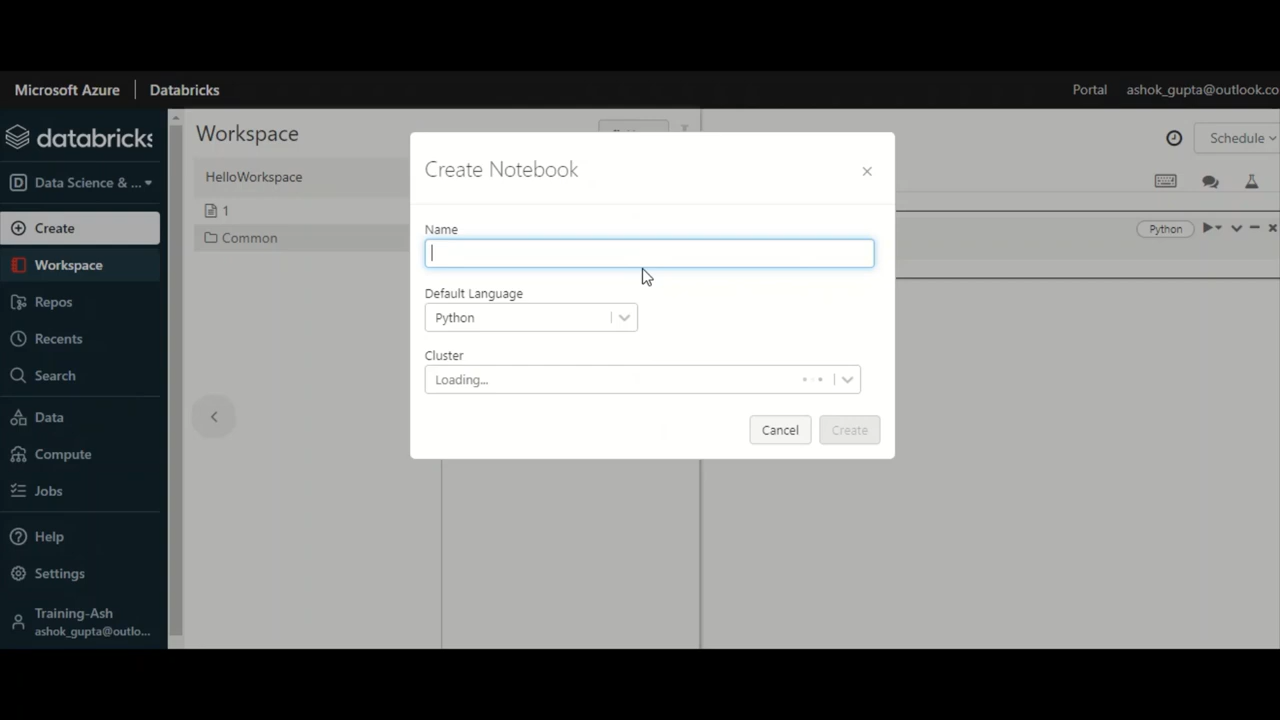 Microsoft Azure
Databricks
Portal
ashok_gupta@outlook.co
databricks
Workspace
Schedule
Data Science & ...
HelloWorkspace
1
Common
Create
Workspace
Repos
Recents
Search
Data
Compute
Jobs
Help
Settings
Training-Ash
ashok_gupta@outlo...
Python
Create Notebook
Name
Default Language
Python
Cluster
Loading...
Cancel
Create